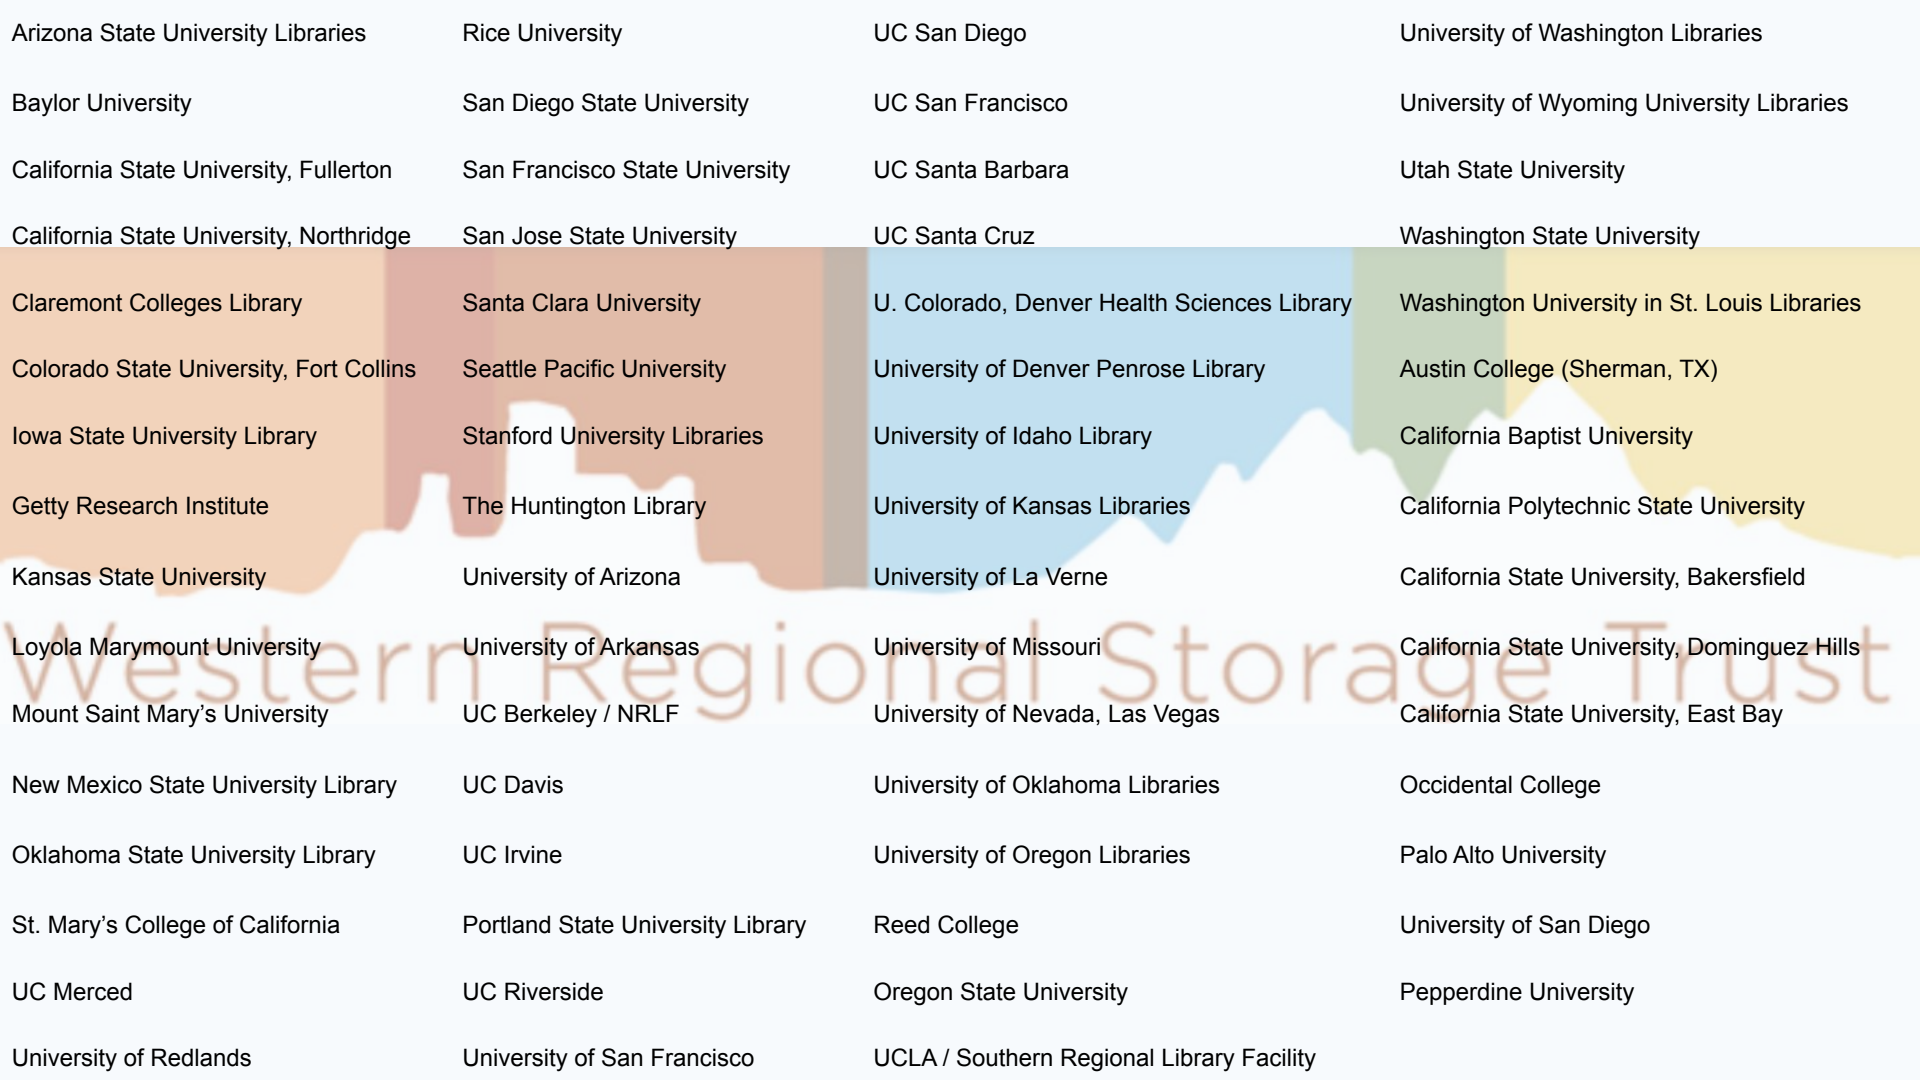 Arizona State University Libraries
Rice University
UC San Diego
University of Washington Libraries
Baylor University
San Diego State University
UC San Francisco
University of Wyoming University Libraries
California State University, Fullerton
San Francisco State University
UC Santa Barbara
Utah State University
California State University, Northridge
San Jose State University
UC Santa Cruz
Washington State University
Claremont Colleges Library
Santa Clara University
U. Colorado, Denver Health Sciences Library
Washington University in St. Louis Libraries
Colorado State University, Fort Collins
Seattle Pacific University
University of Denver Penrose Library
Austin College (Sherman, TX)
Iowa State University Library
Stanford University Libraries
University of Idaho Library
California Baptist University
Getty Research Institute
The Huntington Library
University of Kansas Libraries
California Polytechnic State University
Kansas State University
University of Arizona
University of La Verne
California State University, Bakersfield
Loyola Marymount University
University of Arkansas
University of Missouri
California State University, Dominguez Hills
Western Regional Storage Trust
Mount Saint Mary’s University
UC Berkeley / NRLF
University of Nevada, Las Vegas
California State University, East Bay
New Mexico State University Library
UC Davis
University of Oklahoma Libraries
Occidental College
Oklahoma State University Library
UC Irvine
University of Oregon Libraries
Palo Alto University
St. Mary’s College of California
Portland State University Library
Reed College
University of San Diego
UC Merced
UC Riverside
Oregon State University
Pepperdine University
University of Redlands
University of San Francisco
UCLA / Southern Regional Library Facility